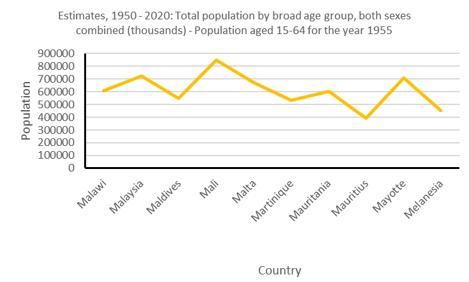 Estimates, 1950 - 2020: Total population by broad age group, both sexes
combined (thousands) - Population aged 15-64 for the year 1955
900000
800000
700000
600000
500000
400000
300000
200000
100000
0
Population
Malawi
Malaysia
Maldives
Mali
Malta
Martinique
Mauritania
Mauritius
Mayotte
Melanesia
Country